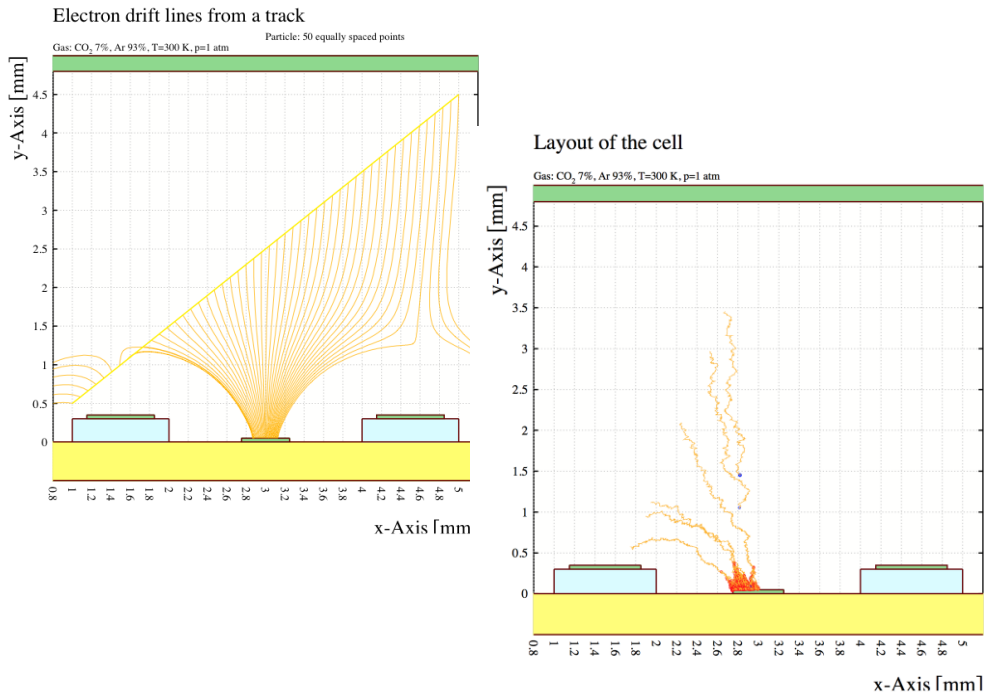 Electron drift lines from a track
Particle: 50 equally spaced points
Gas: CO2 7%, Ar 93%, T=300 K, p=1 atm
y-Axis [mm]
4.5
4
3.5
3
2.5
2
1.5
1
0.5
0
0.8 1 1.2 1.4 1.6 1.8 2 2.2 2.4 2.6 2.8 3 3.2 3.4 3.6 3.8 4 4.2 4.4 4.6 4.8 5
x-Axis [mm
Layout of the cell
Gas: CO2 7%, Ar 93%, T=300 K, p=1 atm
y-Axis [mm]
4.5
4
3.5
3
2.5
2
1.5
1
0.5
0
0.8 1 1.2 1.4 1.6 1.8 2 2.2 2.4 2.6 2.8 3 3.2 3.4 3.6 3.8 4 4.2 4.4 4.6 4.8 5
x-Axis [mm]